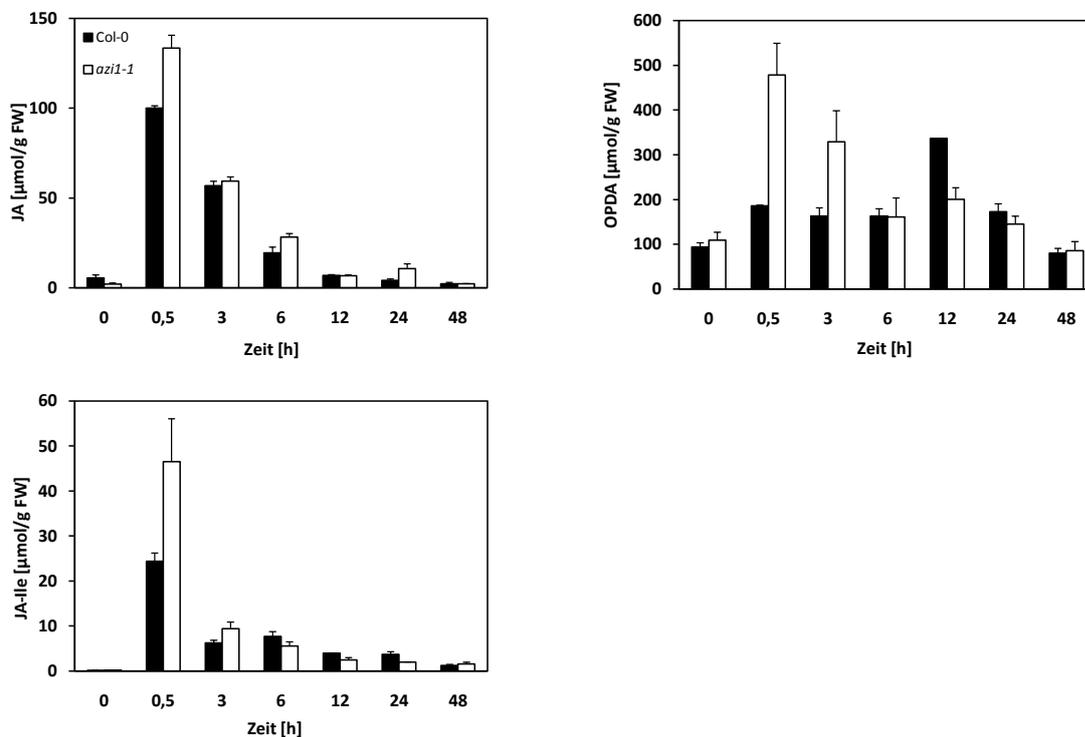 150
100
50
0
JA [µmol/g FW]
Col-0
azi1-1
0 0,5 3 6 12 24 48
Zeit [h]
600
500
400
300
200
100
0
OPDA [µmol/g FW]
0 0,5 3 6 12 24 48
Zeit [h]
60
50
40
30
20
10
0
JA-Ile [µmol/g FW]
0 0,5 3 6 12 24 48
Zeit [h]